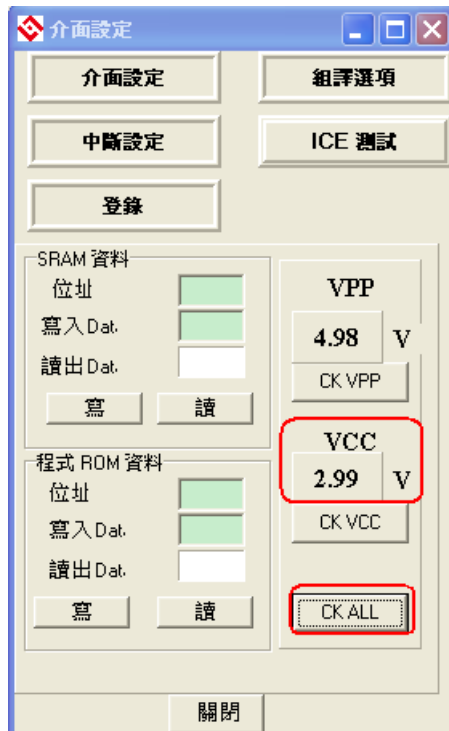 介面設定
介面設定
組譯選項
中斷設定
ICE 測試
登錄
SRAM 資料
位址
寫入Dat.
讀出Dat.
寫
讀
VPP
4.98 V
CK VPP
VCC
2.99 V
CK VCC
CK ALL
程式 ROM 資料
位址
寫入Dat.
讀出Dat.
寫
讀
關閉